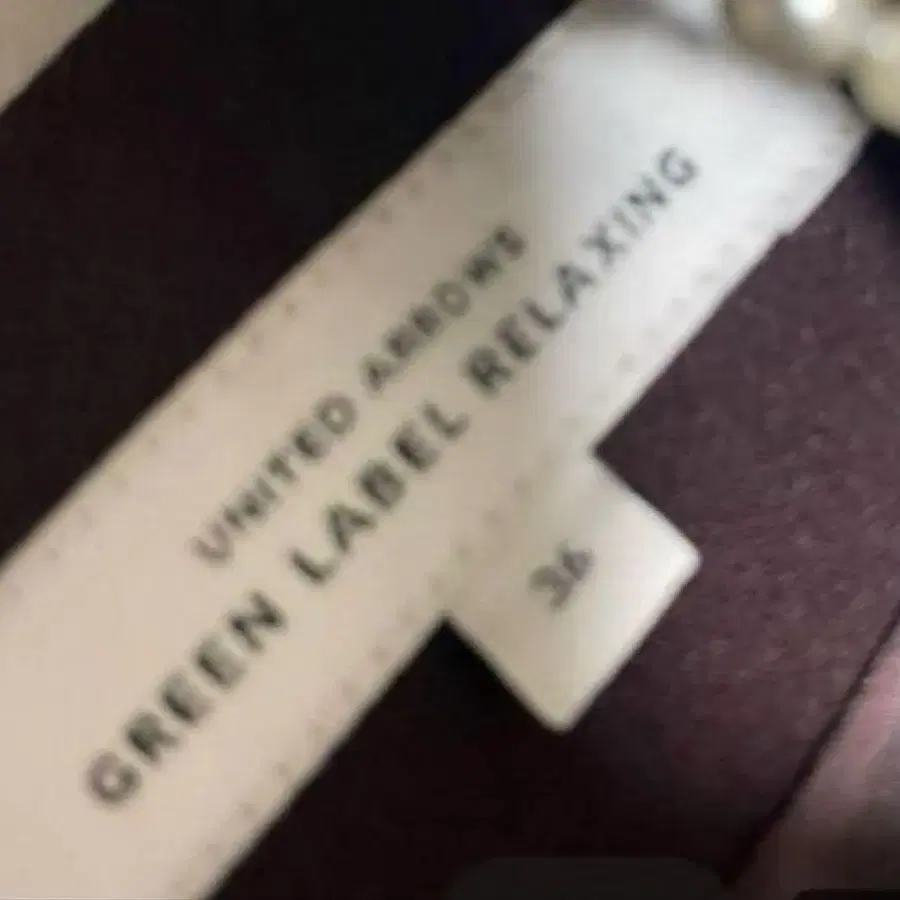 UNITED ARROWS
GREEN LABEL RELAXING
36